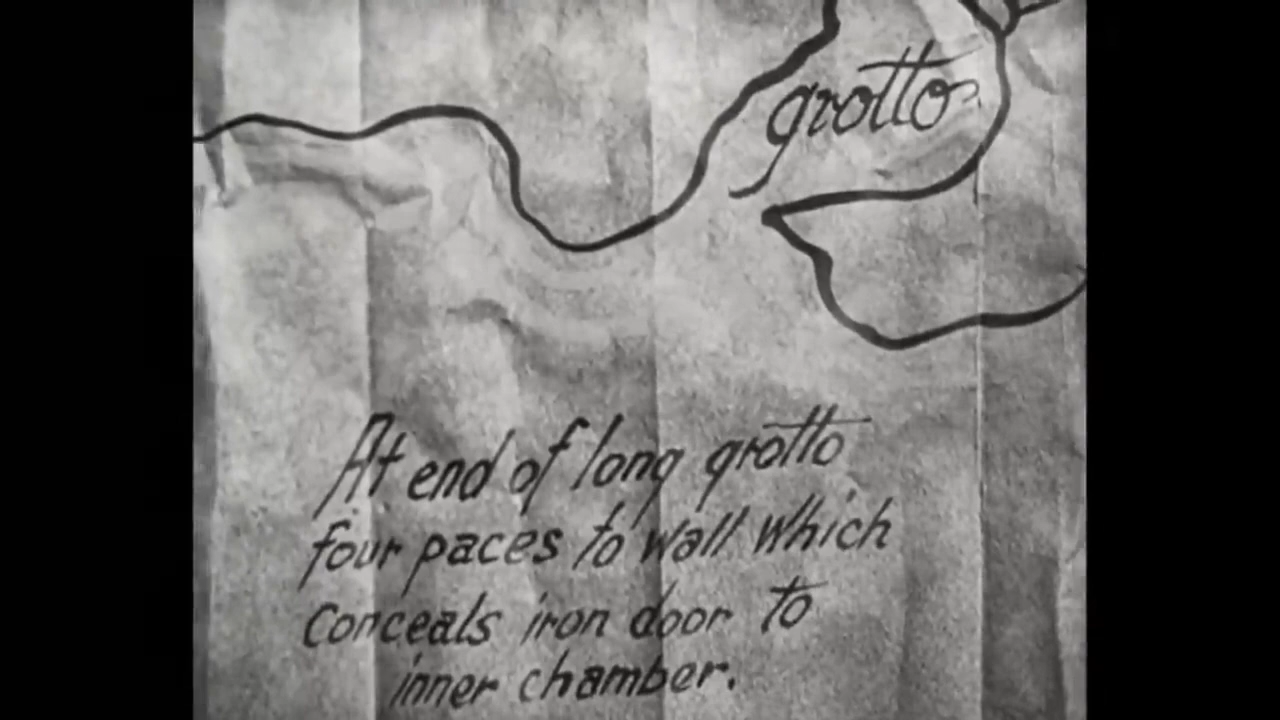 grotto
At end of long grotto
four paces to wall which
conceals iron door to
inner chamber.